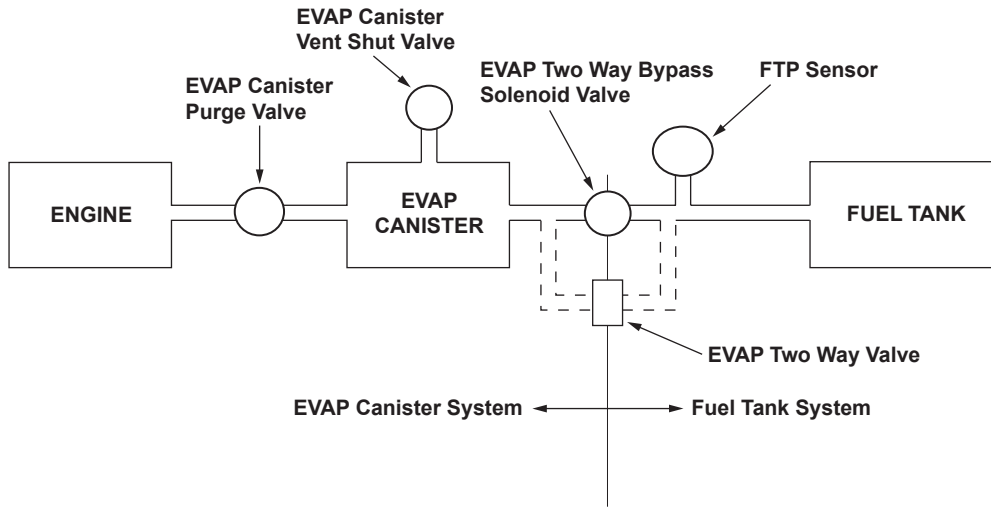 EVAP Canister
Vent Shut Valve
EVAP Two Way Bypass
Solenoid Valve
FTP Sensor
EVAP Canister
Purge Valve
ENGINE
EVAP
CANISTER
FUEL TANK
EVAP Two Way Valve
EVAP Canister System
Fuel Tank System